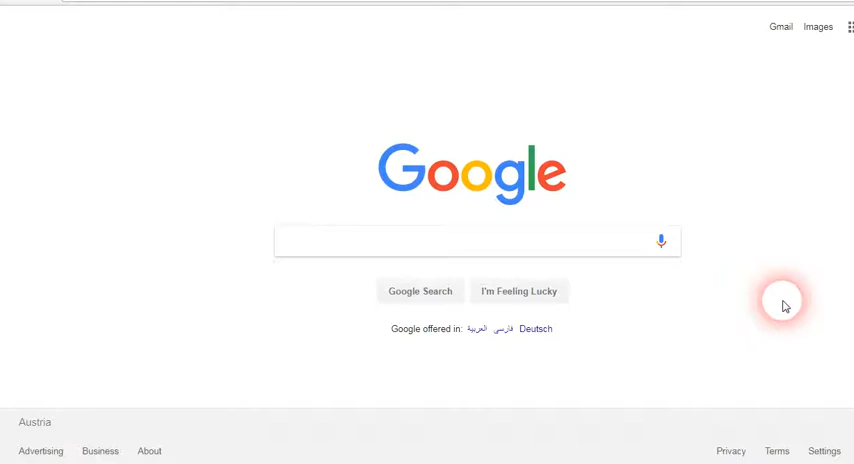 Gmail Images
Google
Google Search I'm Feeling Lucky
Google offered in: العربية فارسی Deutsch
Austria
Advertising Business About Privacy Terms Settings